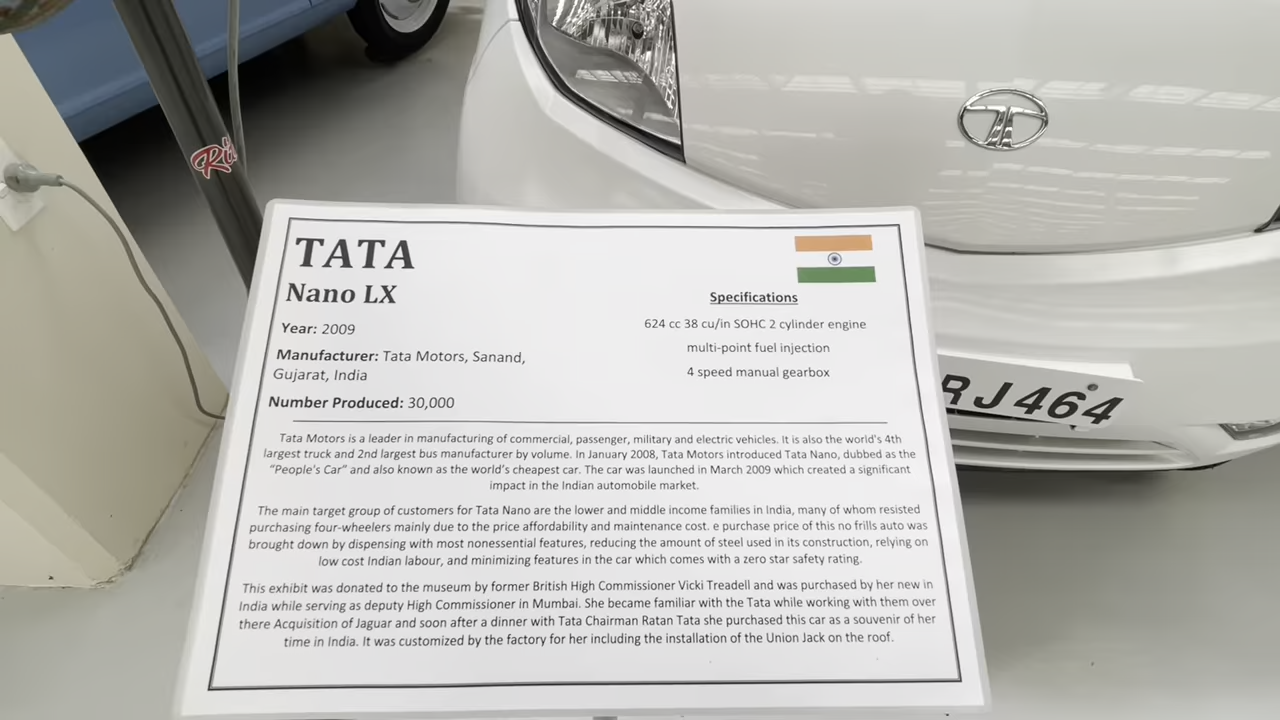 TATA
Nano LX
Year: 2009
Manufacturer: Tata Motors, Sanand,
Gujarat, India
Number Produced: 30,000
Specifications
624 cc 38 cu/in SOHC 2 cylinder engine
multi-point fuel injection
4 speed manual gearbox
Tata Motors is a leader in manufacturing of commercial, passenger, military and electric vehicles. It is also the world's 4th
largest truck and 2nd largest bus manufacturer by volume. In January 2008, Tata Motors introduced Tata Nano, dubbed as the
“People's Car” and also known as the world’s cheapest car. The car was launched in March 2009 which created a significant
impact in the Indian automobile market.
The main target group of customers for Tata Nano are the lower and middle income families in India, many of whom resisted
purchasing four-wheelers mainly due to the price affordability and maintenance cost. e purchase price of this no frills auto was
brought down by dispensing with most nonessential features, reducing the amount of steel used in its construction, relying on
low cost Indian labour, and minimizing features in the car which comes with a zero star safety rating.
This exhibit was donated to the museum by former British High Commissioner Vicki Treadell and was purchased by her new in
India while serving as deputy High Commissioner in Mumbai. She became familiar with the Tata while working with them over
there Acquisition of Jaguar and soon after a dinner with Tata Chairman Ratan Tata she purchased this car as a souvenir of her
time in India. It was customized by the factory for her including the installation of the Union Jack on the roof.
RJ464